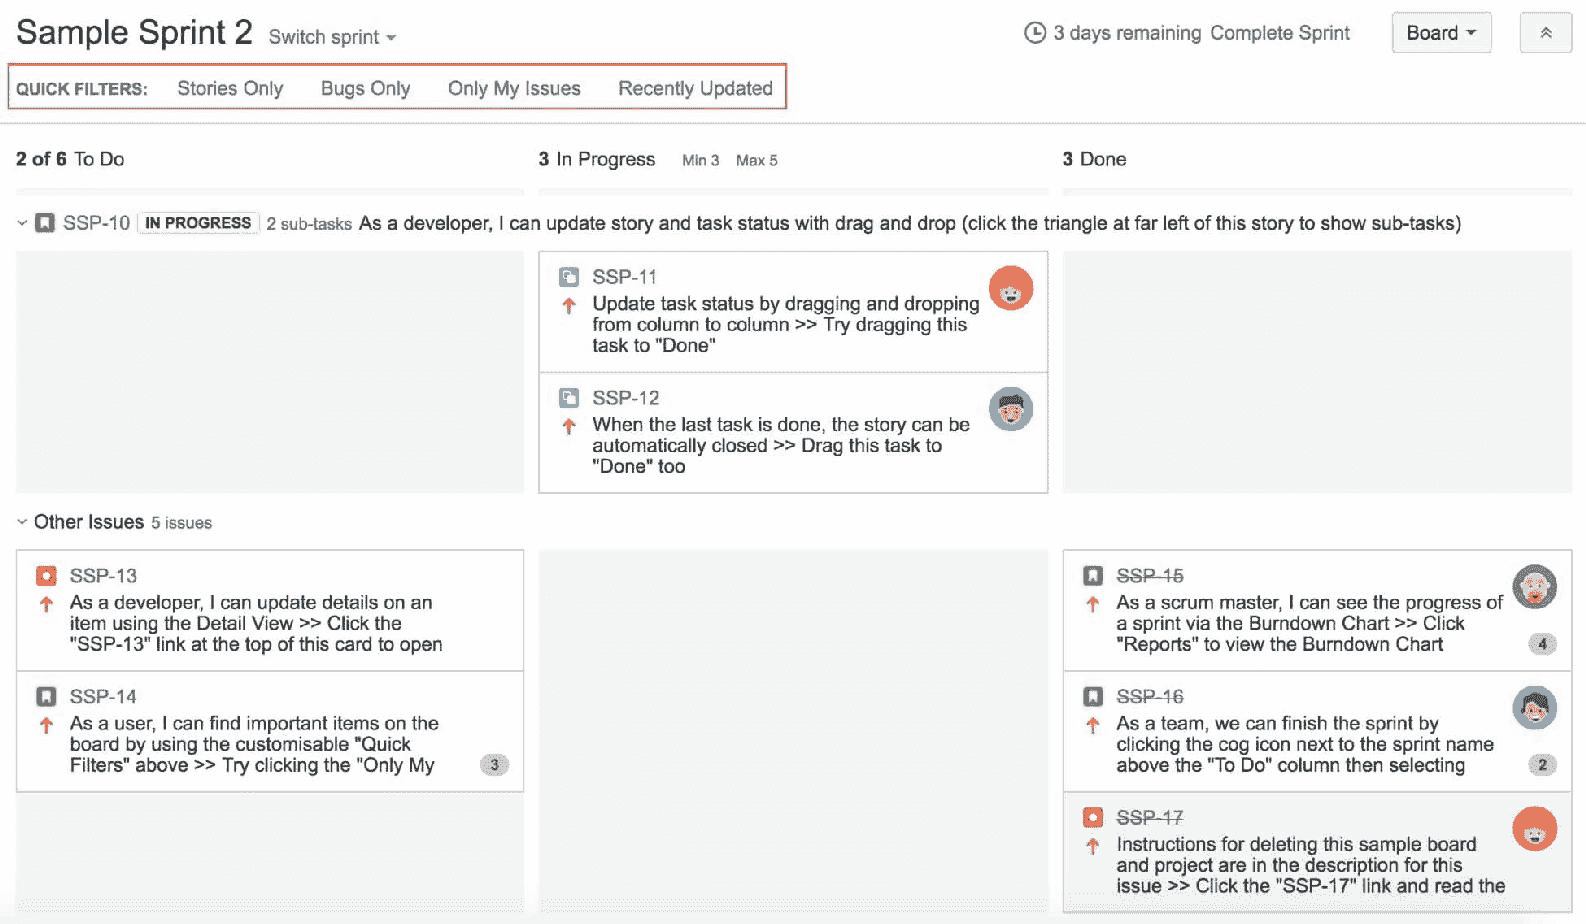 Sample Sprint 2 Switch sprint
3 days remaining Complete Sprint Board
QUICK FILTERS: Stories Only Bugs Only Only My Issues Recently Updated
2 of 6 To Do
3 In Progress Min 3 Max 5
3 Done
SSP-10 IN PROGRESS 2 sub-tasks As a developer, I can update story and task status with drag and drop (click the triangle at far left of this story to show sub-tasks)
SSP-11
Update task status by dragging and dropping
from column to column >> Try dragging this
task to "Done"
SSP-12
When the last task is done, the story can be
automatically closed >> Drag this task to
"Done" too
Other Issues 5 issues
SSP-13
As a developer, I can update details on an
item using the Detail View >> Click the
"SSP-13" link at the top of this card to open
SSP-14
As a user, I can find important items on the
board by using the customisable "Quick
Filters" above >> Try clicking the "Only My
3
SSP-15
As a scrum master, I can see the progress of
a sprint via the Burndown Chart >> Click
"Reports" to view the Burndown Chart
4
SSP-16
As a team, we can finish the sprint by
clicking the cog icon next to the sprint name
above the "To Do" column then selecting
2
SSP-17
Instructions for deleting this sample board
and project are in the description for this
issue >> Click the "SSP-17" link and read the